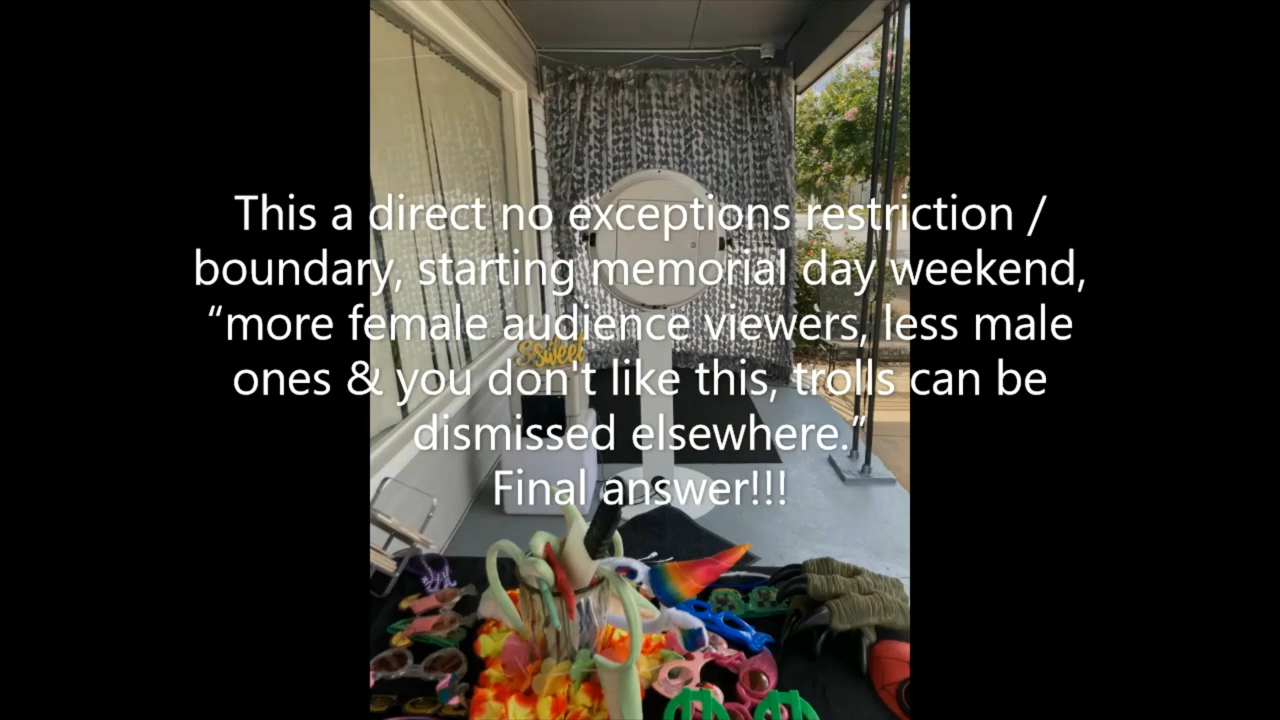 This a direct no exceptions restriction /
boundary, starting memorial day weekend,
“more female audience viewers, less male
ones & you don't like this, trolls can be
dismissed elsewhere.”
Final answer!!!
sweet